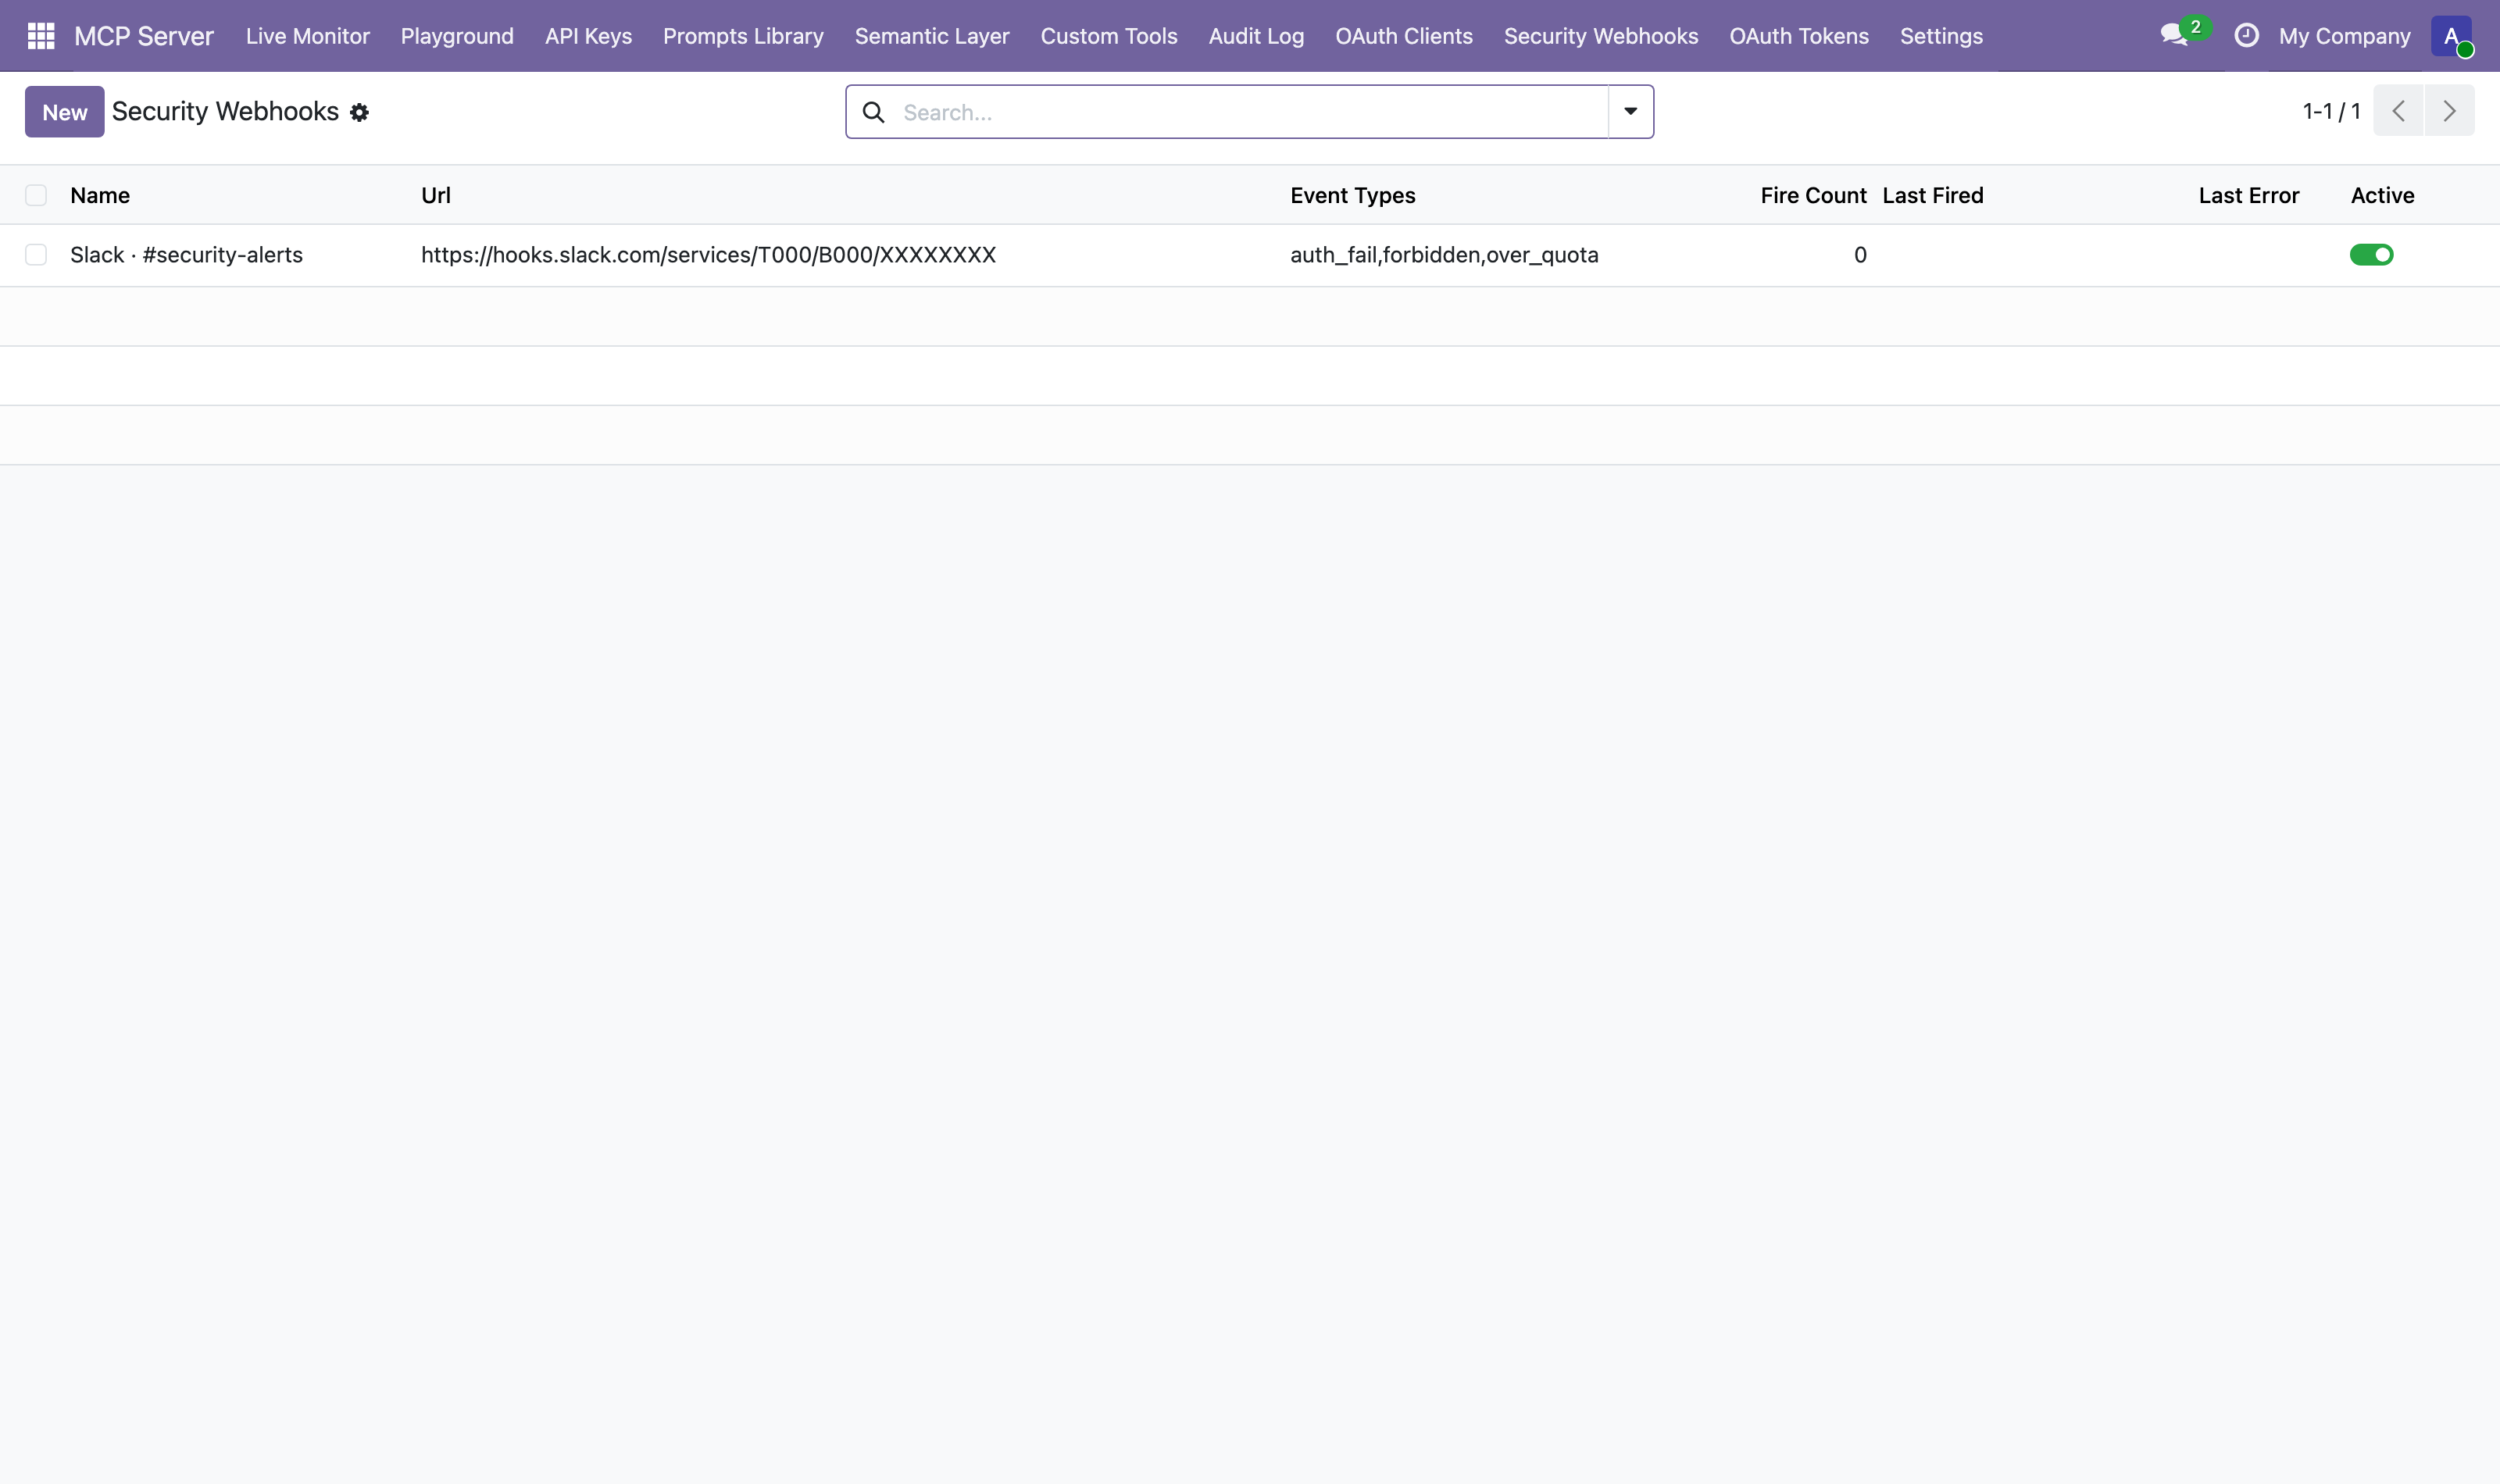 MCP Server Live Monitor Playground API Keys Prompts Library Semantic Layer Custom Tools Audit Log OAuth Clients Security Webhooks OAuth Tokens Settings 2 My Company A
New Security Webhooks Search... 1-1 / 1
Name Url Event Types Fire Count Last Fired Last Error Active
Slack · #security-alerts https://hooks.slack.com/services/T000/B000/XXXXXXXX auth_fail,forbidden,over_quota 0